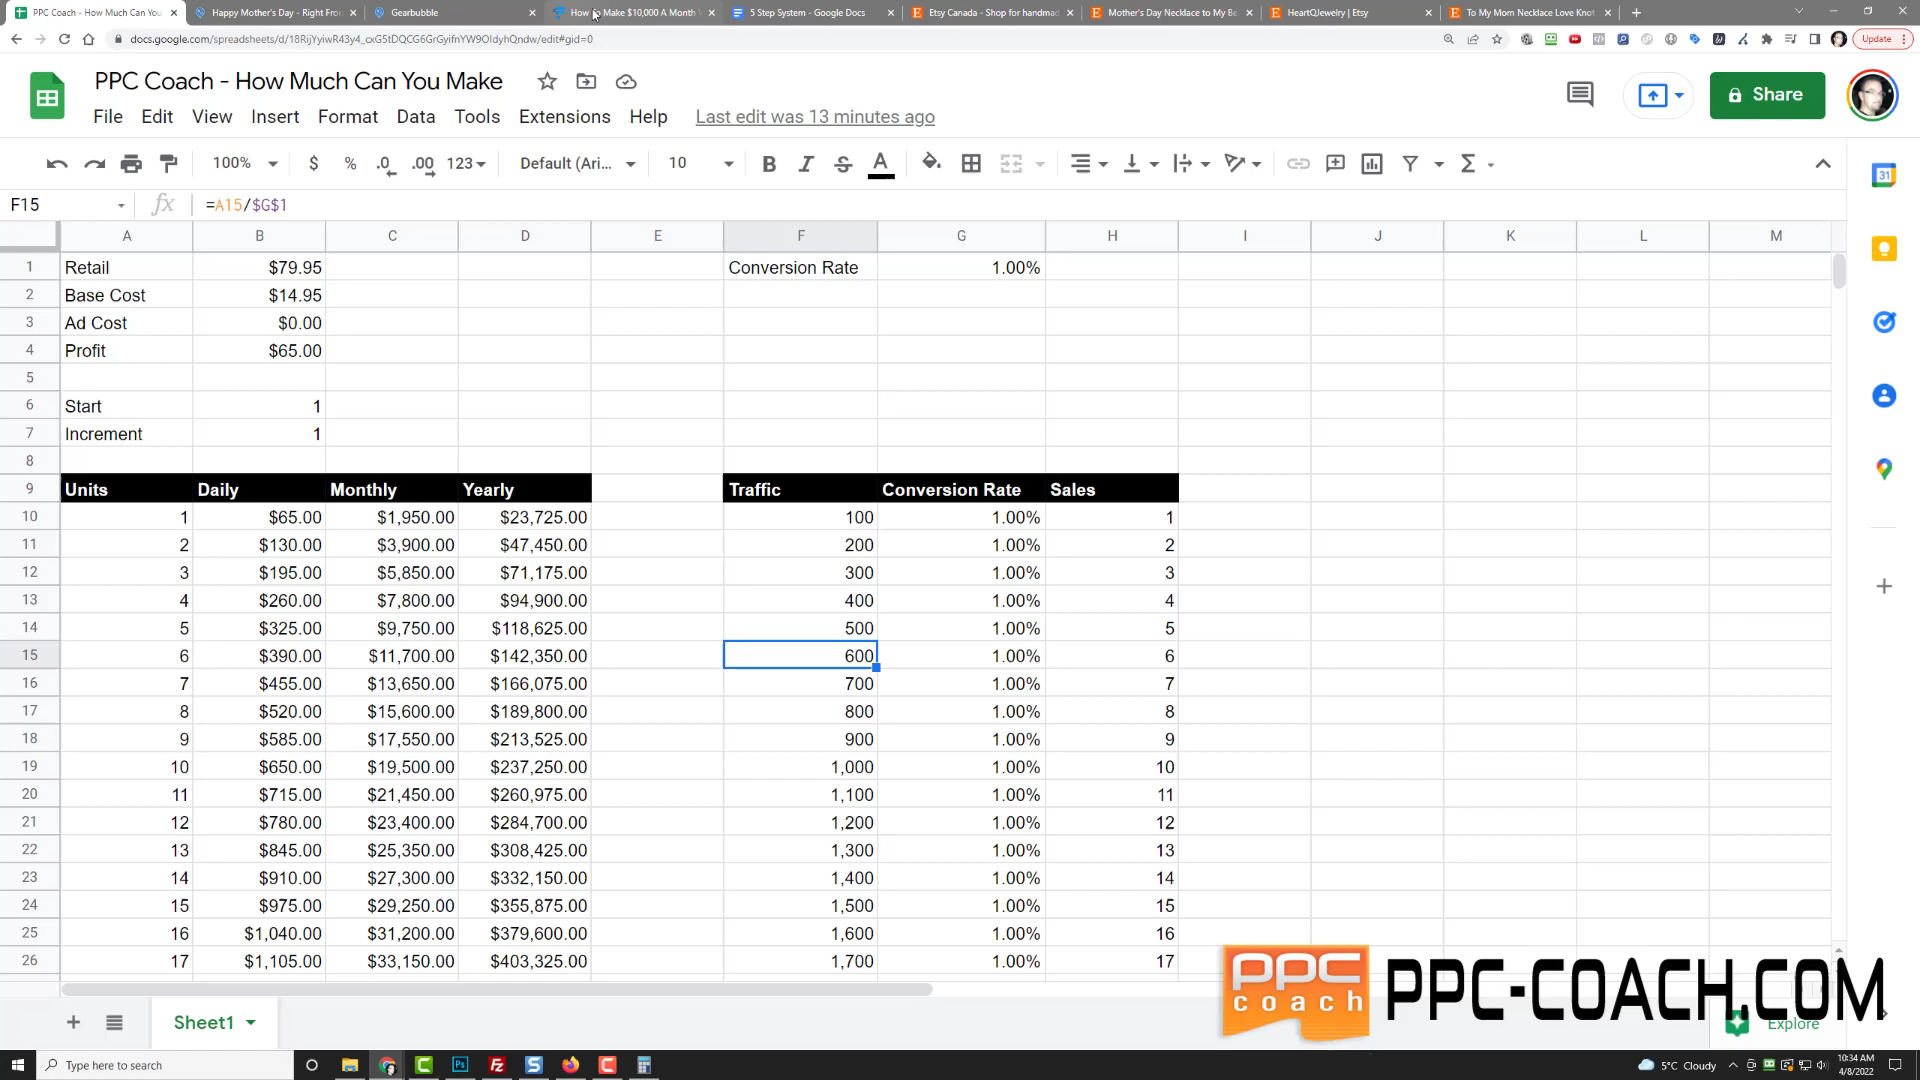 PPC Coach - How Much Can You
Happy Mother's Day - Right From
Gearbubble
How To Make $10,000 A Month
5 Step System - Google Docs
Etsy Canada - Shop for handmad
Mother's Day Necklace to My Be
HeartQJewelry | Etsy
To My Mom Necklace Love Knot
docs.google.com/spreadsheets/d/18RijYyiwR43y4_cxG5tDQCG6GrGyifnYW9OIdyhQndw/edit#gid=0
Update
PPC Coach - How Much Can You Make
Share
File Edit View Insert Format Data Tools Extensions Help Last edit was 13 minutes ago
100% $ % .0 .00 123 Default (Ari... 10 B I S A Σ
31
F15 fx =A15/$G$1
A B C D E F G H I J K L M
1 Retail $79.95 Conversion Rate 1.00%
2 Base Cost $14.95
3 Ad Cost $0.00
4 Profit $65.00
5
6 Start 1
7 Increment 1
8
9 Units Daily Monthly Yearly Traffic Conversion Rate Sales
10 1 $65.00 $1,950.00 $23,725.00 100 1.00% 1
11 2 $130.00 $3,900.00 $47,450.00 200 1.00% 2
12 3 $195.00 $5,850.00 $71,175.00 300 1.00% 3
13 4 $260.00 $7,800.00 $94,900.00 400 1.00% 4
14 5 $325.00 $9,750.00 $118,625.00 500 1.00% 5
15 6 $390.00 $11,700.00 $142,350.00 600 1.00% 6
16 7 $455.00 $13,650.00 $166,075.00 700 1.00% 7
17 8 $520.00 $15,600.00 $189,800.00 800 1.00% 8
18 9 $585.00 $17,550.00 $213,525.00 900 1.00% 9
19 10 $650.00 $19,500.00 $237,250.00 1,000 1.00% 10
20 11 $715.00 $21,450.00 $260,975.00 1,100 1.00% 11
21 12 $780.00 $23,400.00 $284,700.00 1,200 1.00% 12
22 13 $845.00 $25,350.00 $308,425.00 1,300 1.00% 13
23 14 $910.00 $27,300.00 $332,150.00 1,400 1.00% 14
24 15 $975.00 $29,250.00 $355,875.00 1,500 1.00% 15
25 16 $1,040.00 $31,200.00 $379,600.00 1,600 1.00% 16
26 17 $1,105.00 $33,150.00 $403,325.00 1,700 1.00% 17
PPC
coach
PPC-COACH.COM
Sheet1
Explore
Type here to search
5°C Cloudy
10:34 AM
4/8/2022